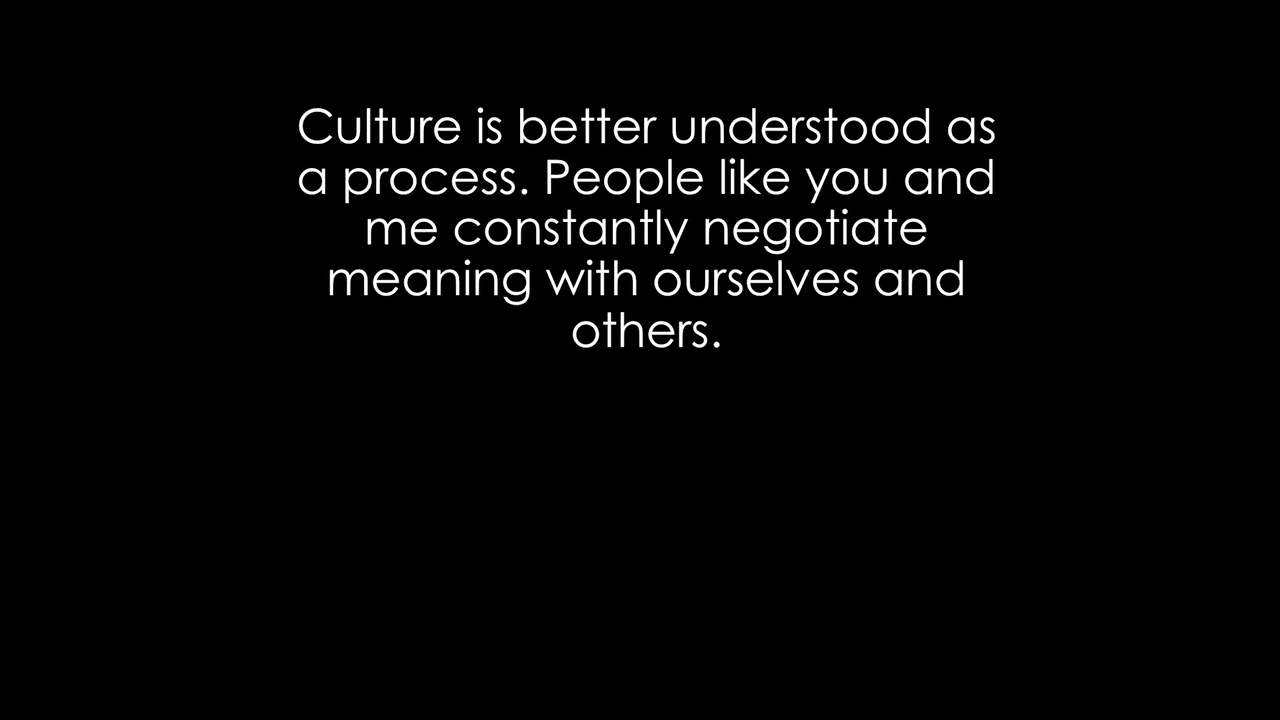 Culture is better understood as
a process. People like you and
me constantly negotiate
meaning with ourselves and
others.